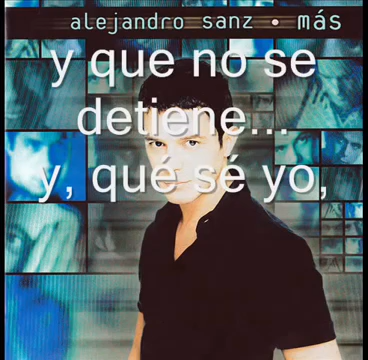 alejandro sanz • más
y que no se
detiene...
y, qué sé yo,